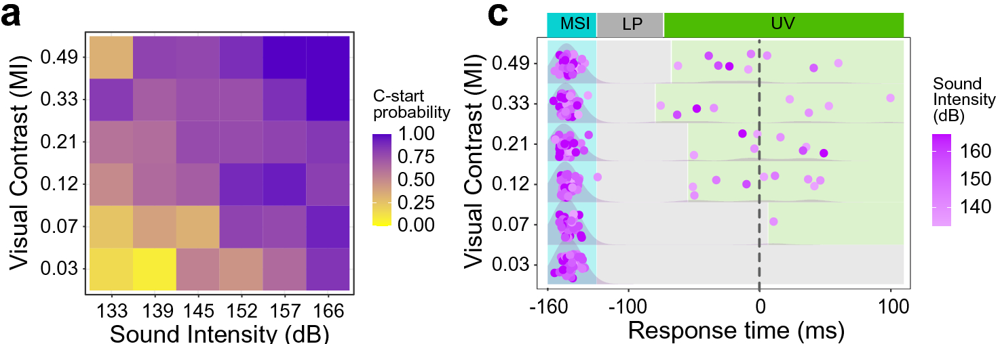 a
Visual Contrast (MI)
0.49
0.33
0.21
0.12
0.07
0.03
133 139 145 152 157 166
Sound Intensity (dB)
C-start
probability
1.00
0.75
0.50
0.25
0.00
c
MSI LP UV
Visual Contrast (MI)
0.49
0.33
0.21
0.12
0.07
0.03
-160 -100 0 100
Response time (ms)
Sound
Intensity
(dB)
160
150
140